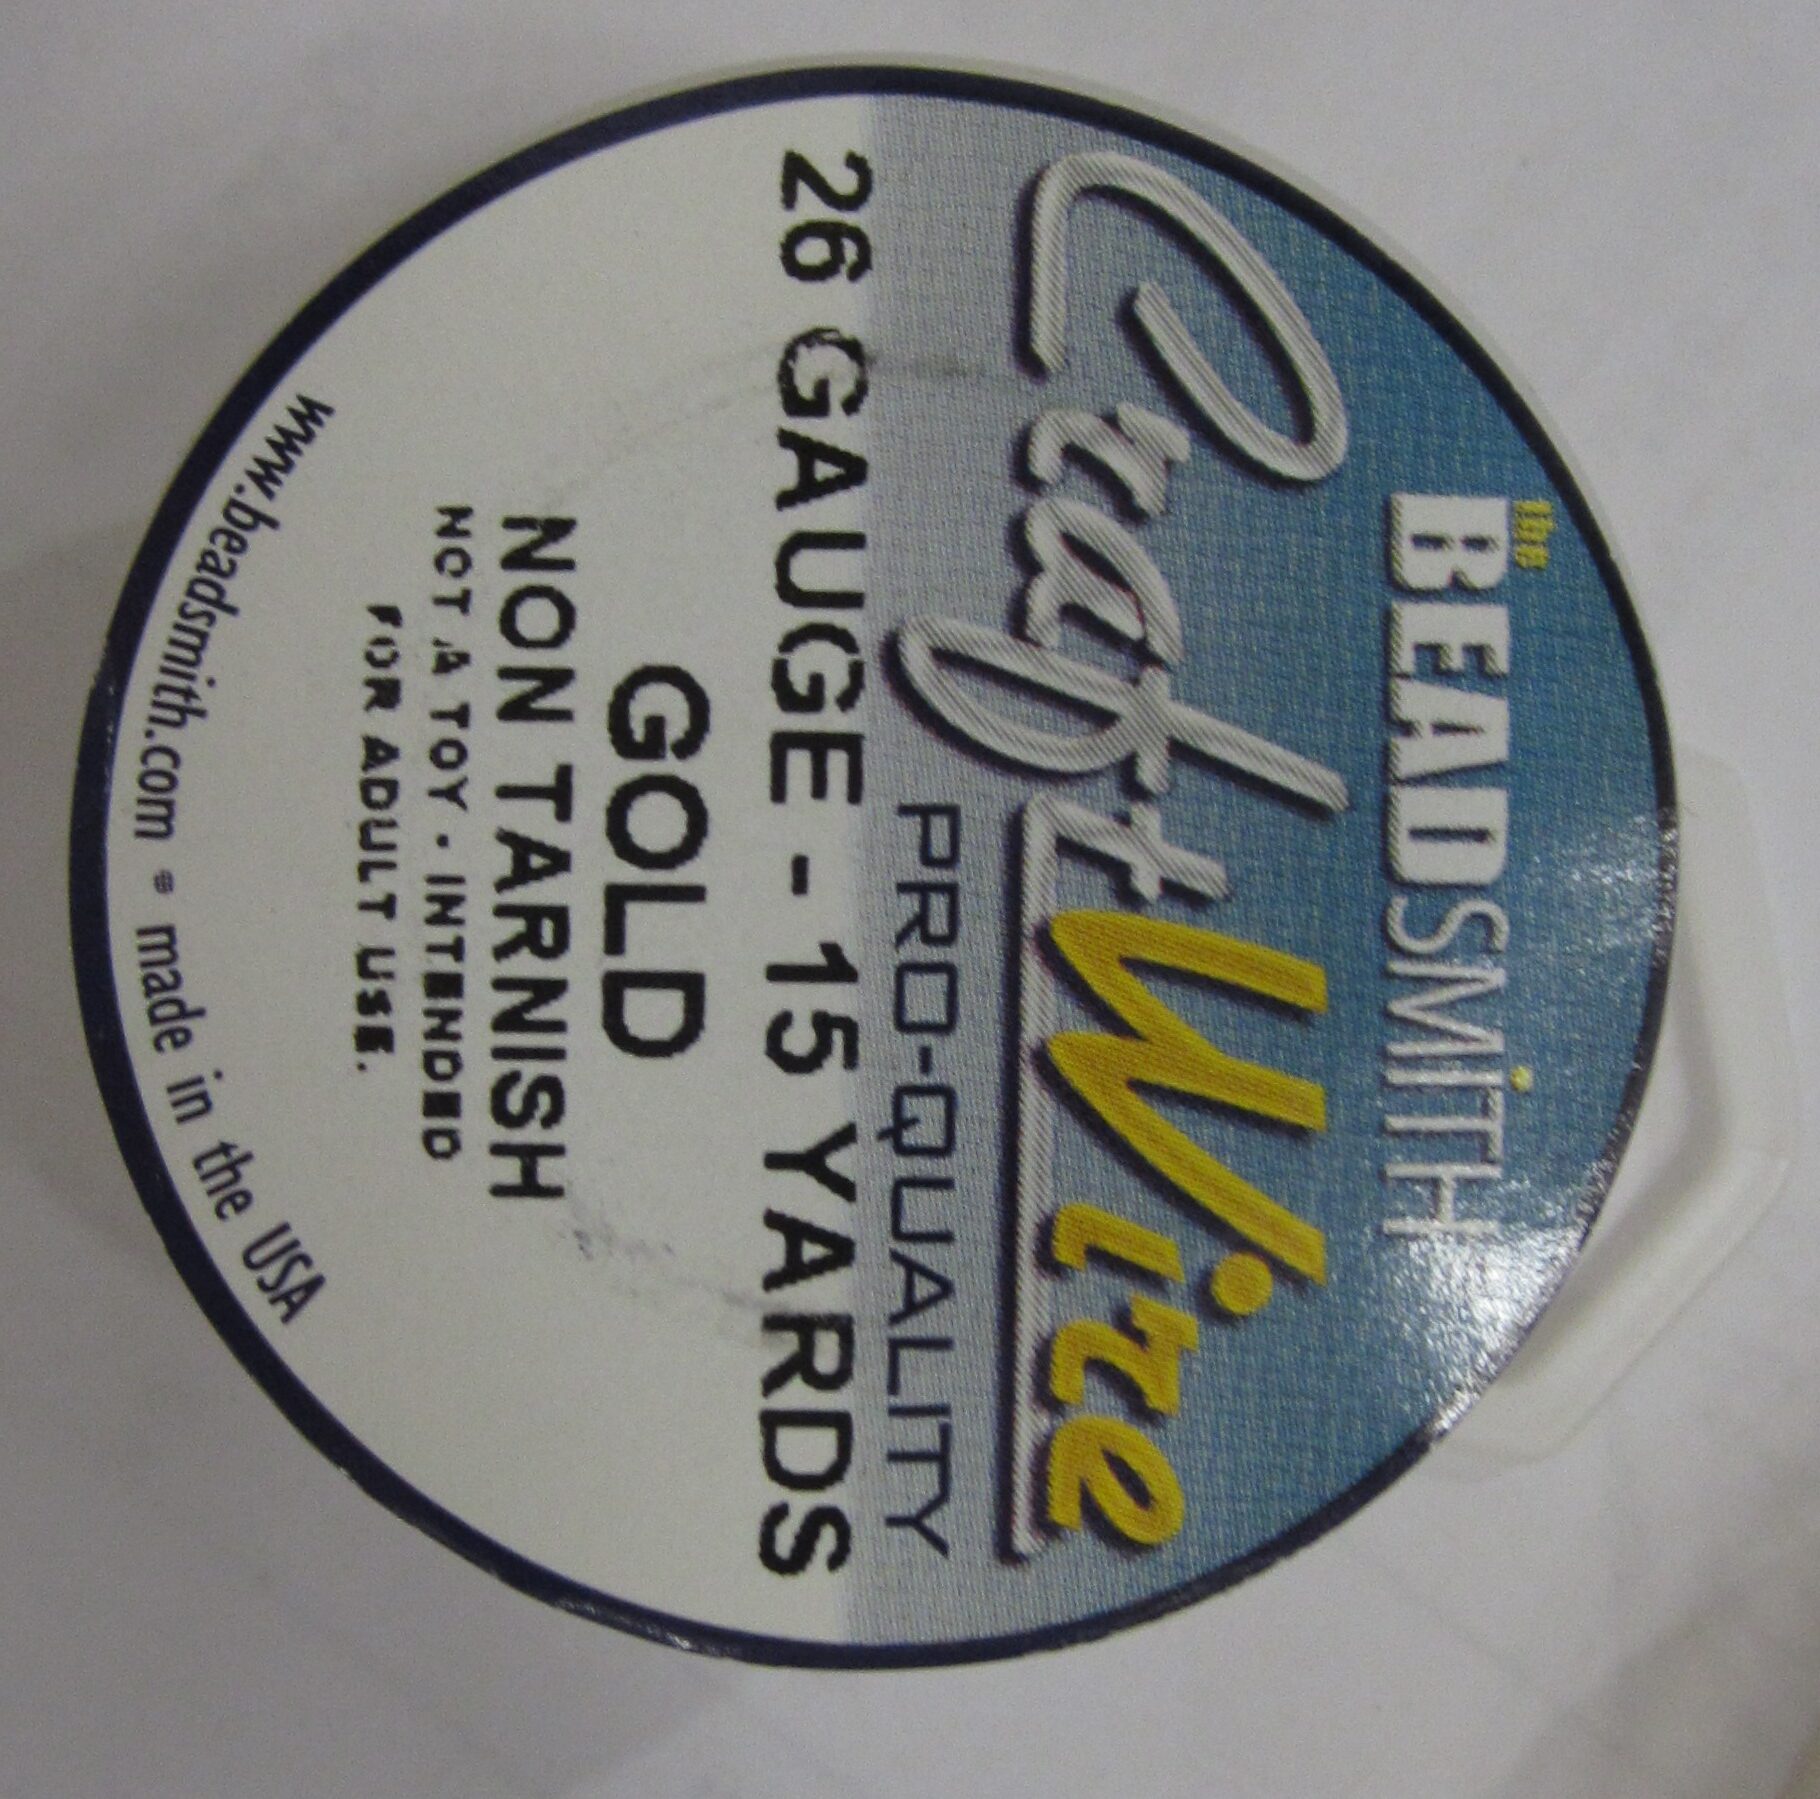 the
BEADSMITH
Craft Wire
PRO-QUALITY
26 GAUGE - 15 YARDS
GOLD
NON TARNISH
NOT A TOY - INTENDED
FOR ADULT USE.
www.beadsmith.com • made in the USA